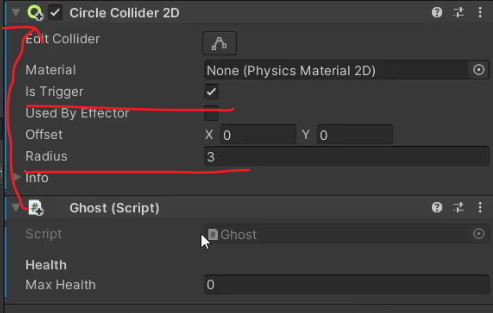 Circle Collider 2D
Edit Collider
Material None (Physics Material 2D)
Is Trigger
Used By Effector
Offset X 0 Y 0
Radius 3
Info
Ghost (Script)
Script Ghost
Health
Max Health 0